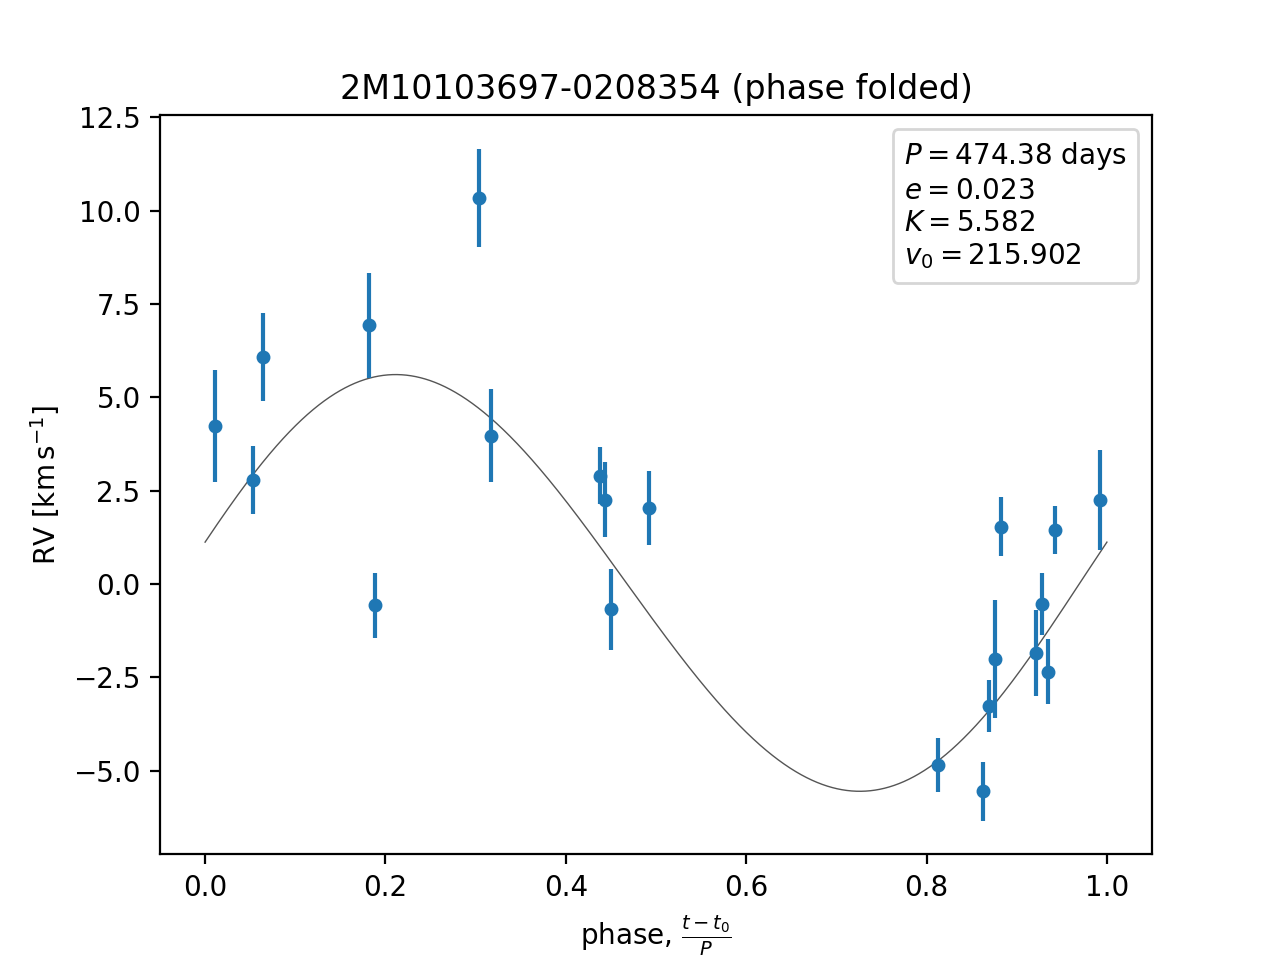 2M10103697-0208354 (phase folded)
P = 474.38 days
e = 0.023
K = 5.582
v₀ = 215.902
12.5
10.0
7.5
5.0
2.5
0.0
−2.5
−5.0
RV [km s⁻¹]
0.0 0.2 0.4 0.6 0.8 1.0
phase, (t − t₀)/P